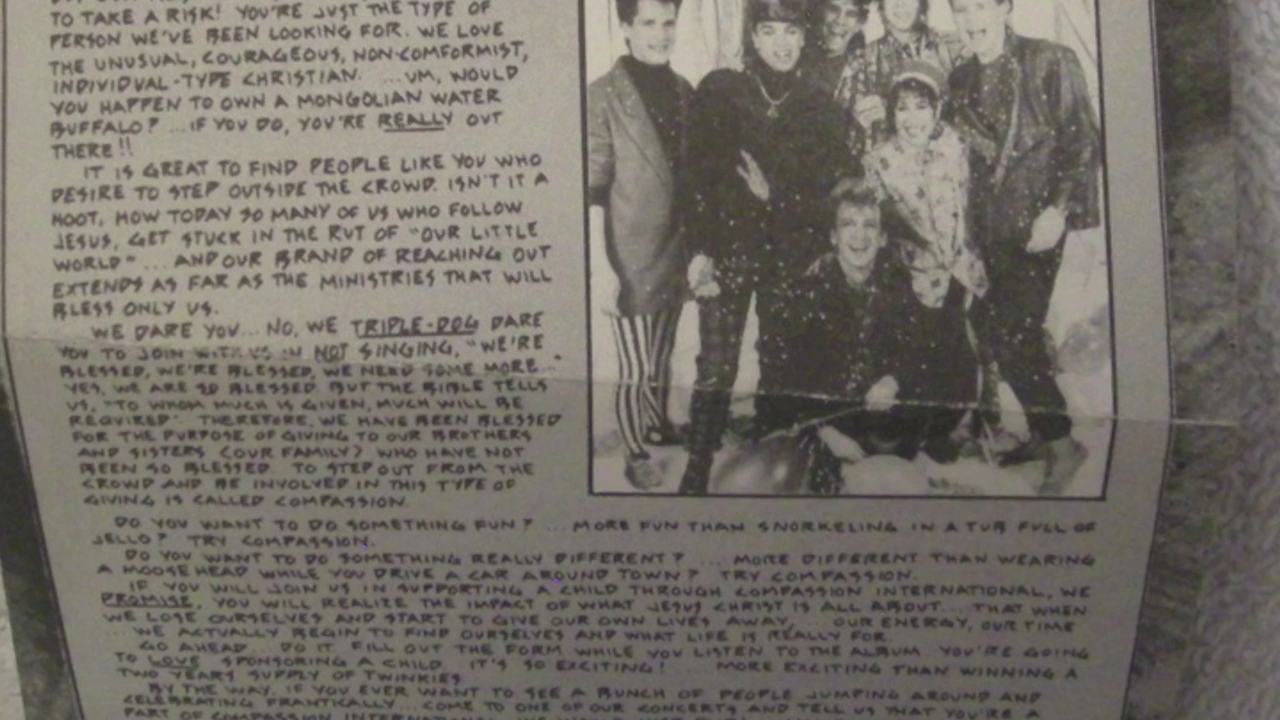 TO TAKE A RISK! YOU'RE JUST THE TYPE OF
PERSON WE'VE BEEN LOOKING FOR. WE LOVE
THE UNUSUAL, COURAGEOUS, NON-COMFORMIST,
INDIVIDUAL-TYPE CHRISTIAN. ...UM, WOULD
YOU HAPPEN TO OWN A MONGOLIAN WATER
BUFFALO? ...IF YOU DO, YOU'RE REALLY OUT
THERE!!
IT IS GREAT TO FIND PEOPLE LIKE YOU WHO
DESIRE TO STEP OUTSIDE THE CROWD. ISN'T IT A
HOOT, HOW TODAY SO MANY OF US WHO FOLLOW
JESUS, GET STUCK IN THE RUT OF "OUR LITTLE
WORLD"... AND OUR BRAND OF REACHING OUT
EXTENDS AS FAR AS THE MINISTRIES THAT WILL
BLESS ONLY US.
WE DARE YOU... NO, WE TRIPLE-DOG DARE
YOU TO JOIN WITH US IN NOT SINGING, "WE'RE
BLESSED, WE'RE BLESSED, WE NEED SOME MORE..."
YES, WE ARE SO BLESSED BUT THE BIBLE TELLS
US, "TO WHOM MUCH IS GIVEN, MUCH WILL BE
REQUIRED". THEREFORE, WE HAVE BEEN BLESSED
FOR THE PURPOSE OF GIVING TO OUR BROTHERS
AND SISTERS (OUR FAMILY) WHO HAVE NOT
BEEN SO BLESSED. TO STEP OUT FROM THE
CROWD AND BE INVOLVED IN THIS TYPE OF
GIVING IS CALLED COMPASSION.
DO YOU WANT TO DO SOMETHING FUN? ...MORE FUN THAN SNORKELING IN A TUB FULL OF
JELLO? TRY COMPASSION.
DO YOU WANT TO DO SOMETHING REALLY DIFFERENT? ...MORE DIFFERENT THAN WEARING
A MOOSE HEAD WHILE YOU DRIVE A CAR AROUND TOWN? TRY COMPASSION.
IF YOU WILL JOIN US IN SUPPORTING A CHILD THROUGH COMPASSION INTERNATIONAL, WE
PROMISE, YOU WILL REALIZE THE IMPACT OF WHAT JESUS CHRIST IS ALL ABOUT... THAT WHEN
WE LOSE OURSELVES AND START TO GIVE OUR OWN LIVES AWAY, ...OUR ENERGY, OUR TIME
...WE ACTUALLY BEGIN TO FIND OURSELVES AND WHAT LIFE IS REALLY FOR.
GO AHEAD... DO IT. FILL OUT THE FORM WHILE YOU LISTEN TO THE ALBUM. YOU'RE GOING
TO LOVE SPONSORING A CHILD. IT'S SO EXCITING! ...MORE EXCITING THAN WINNING A
TWO YEARS SUPPLY OF TWINKIES.
BY THE WAY, IF YOU EVER WANT TO SEE A BUNCH OF PEOPLE JUMPING AROUND AND
CELEBRATING FRANTICALLY... COME TO ONE OF OUR CONCERTS AND TELL US THAT YOU'RE A
PART OF COMPASSION INTERNATIONAL.